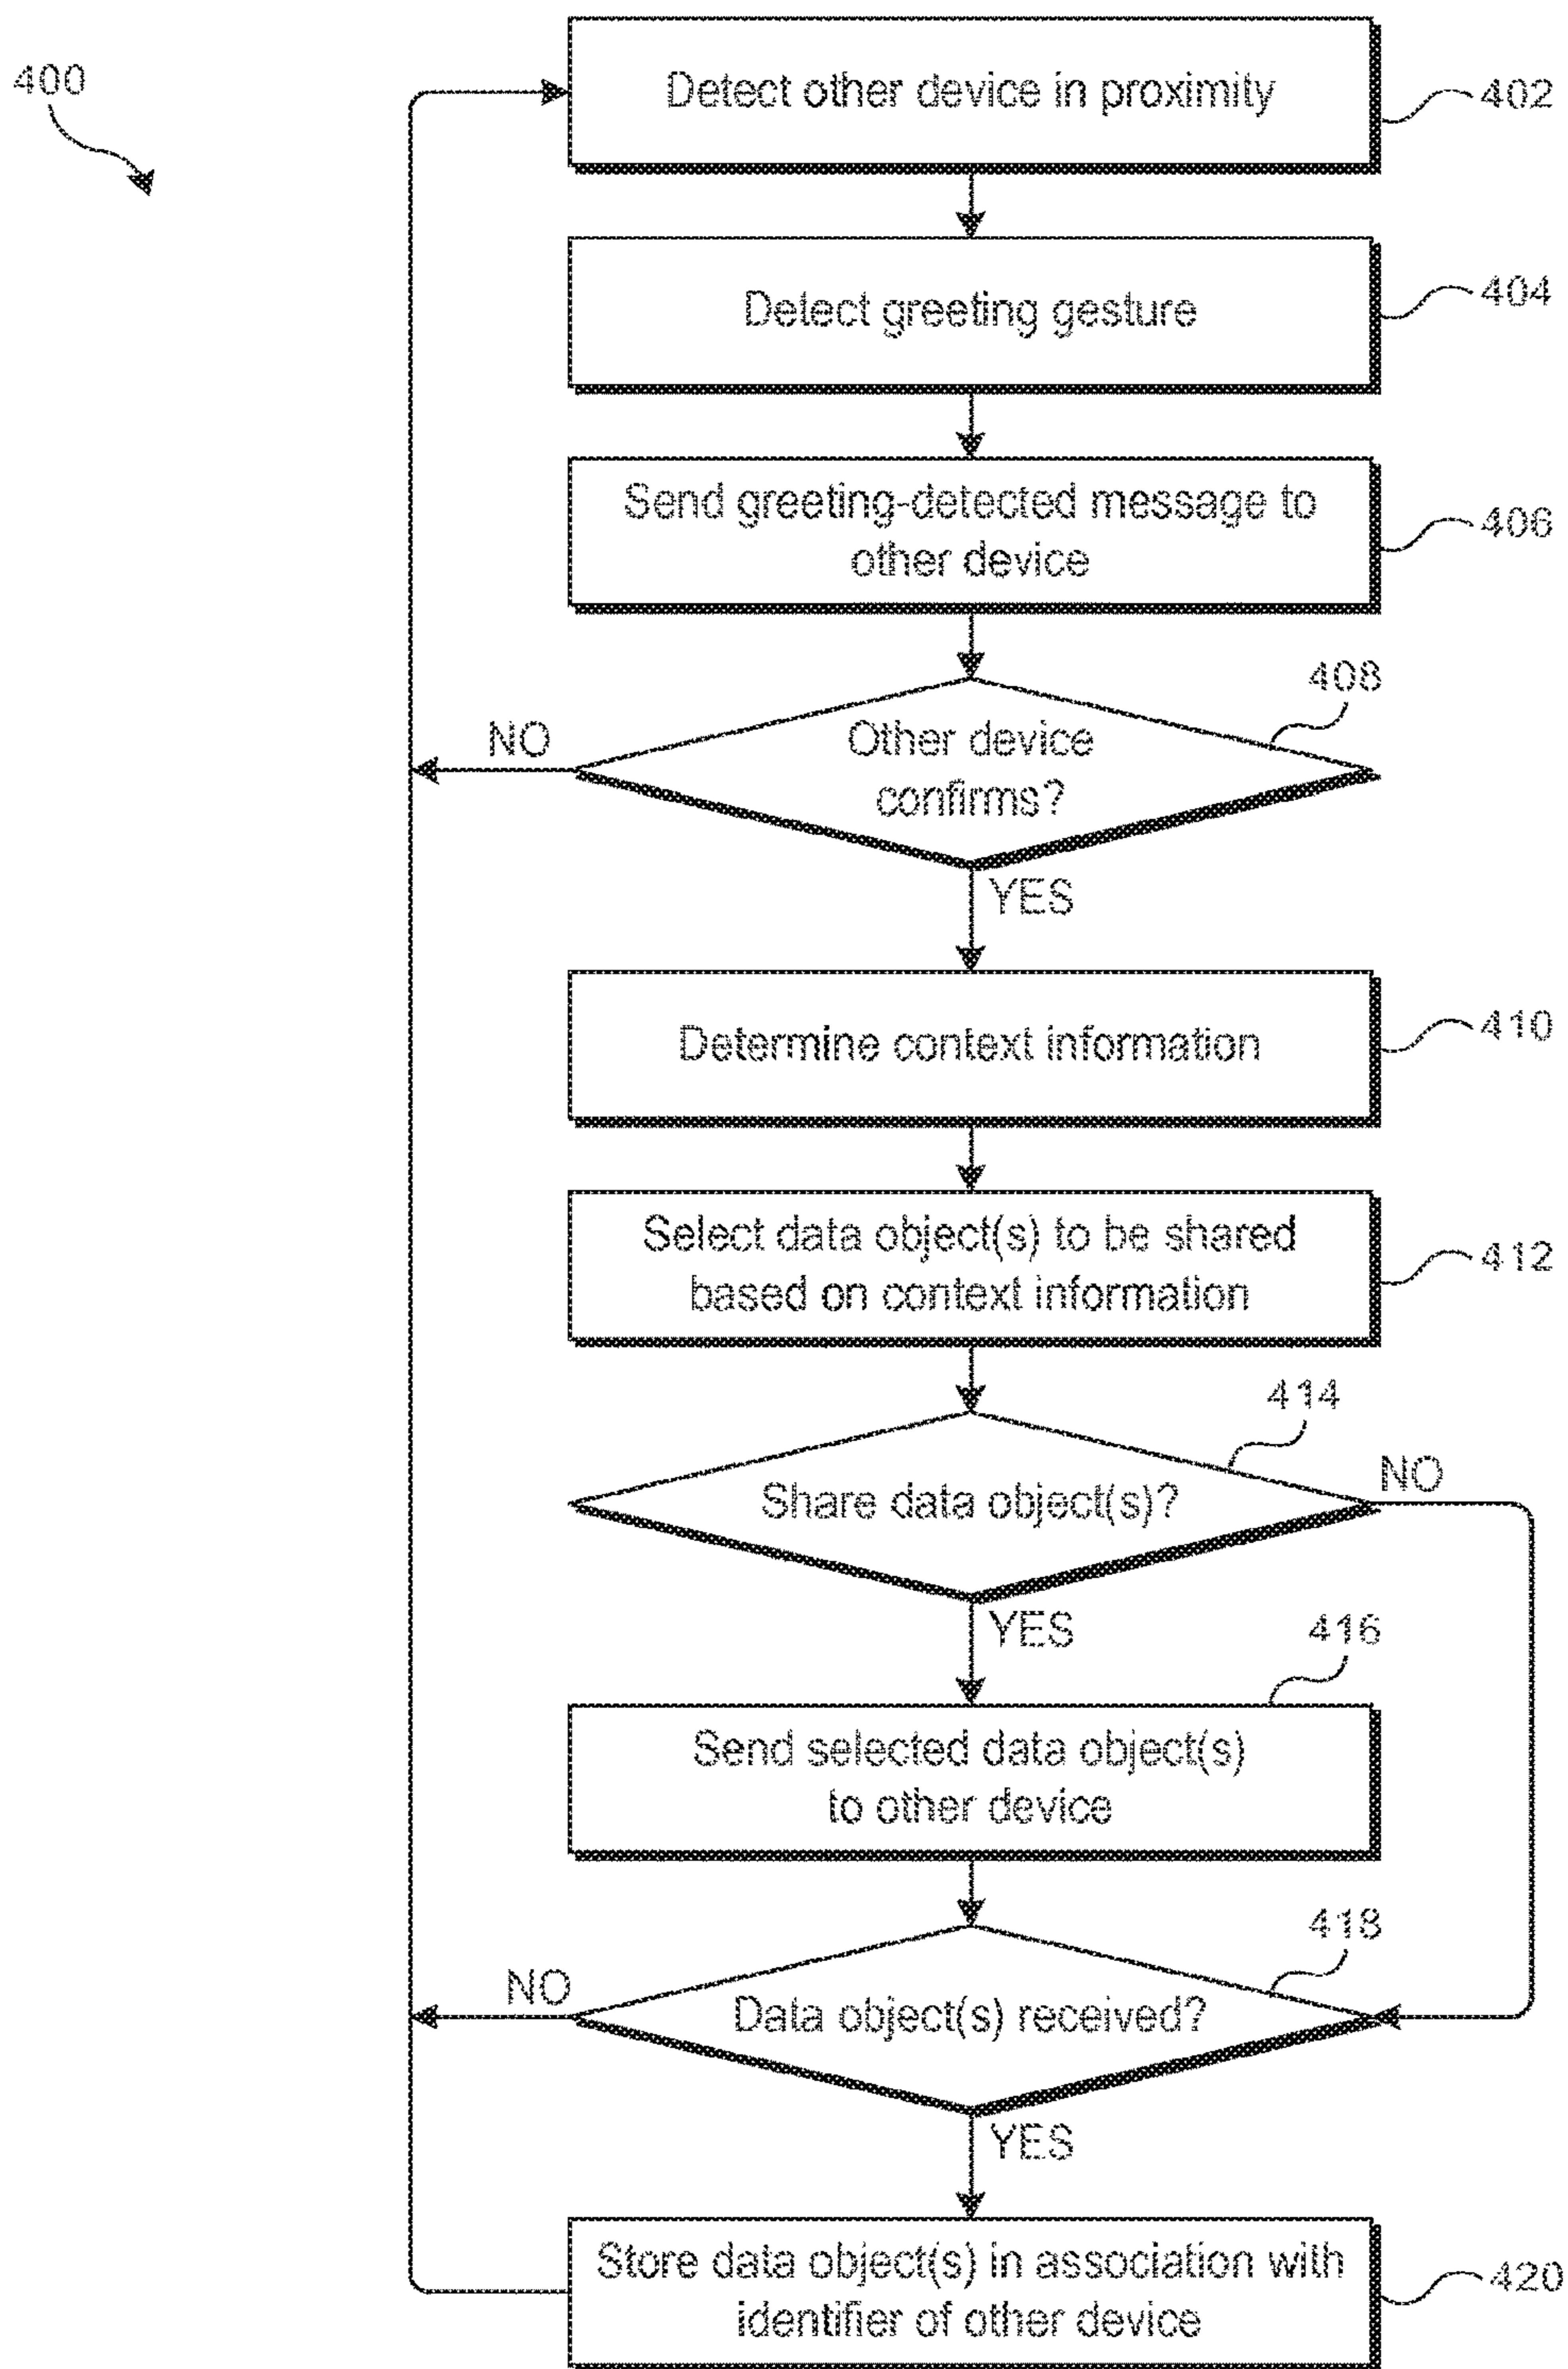 400
Detect other device in proximity
402
Detect greeting gesture
404
Send greeting-detected message to
other device
406
408
Other device
confirms?
NO
YES
Determine context information
410
Select data object(s) to be shared
based on context information
412
414
Share data object(s)?
NO
YES
416
Send selected data object(s)
to other device
418
Data object(s) received?
NO
YES
Store data object(s) in association with
identifier of other device
420